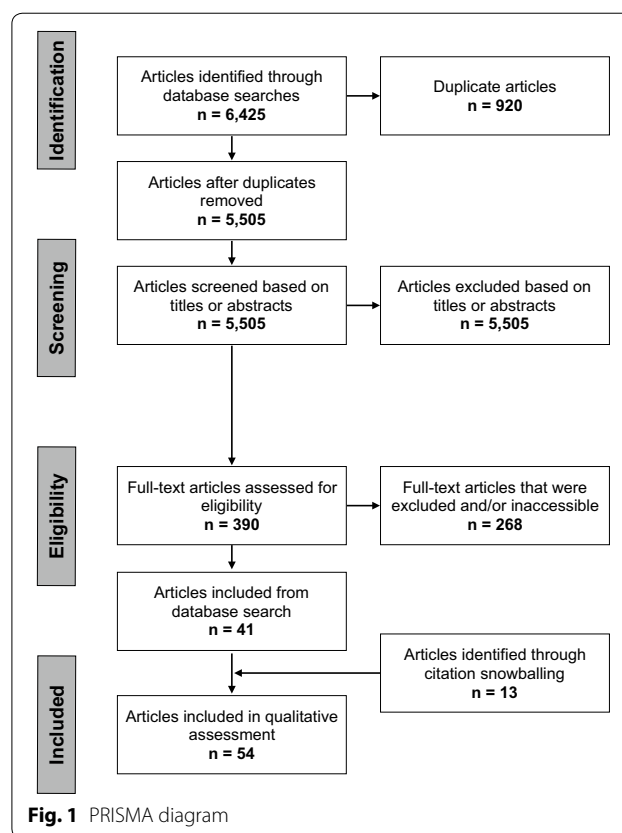 Identification
Articles identified through
database searches
n = 6,425
Duplicate articles
n = 920
Articles after duplicates
removed
n = 5,505
Screening
Articles screened based on
titles or abstracts
n = 5,505
Articles excluded based on
titles or abstracts
n = 5,505
Eligibility
Full-text articles assessed for
eligibility
n = 390
Full-text articles that were
excluded and/or inaccessible
n = 268
Articles included from
database search
n = 41
Included
Articles identified through
citation snowballing
n = 13
Articles included in qualitative
assessment
n = 54
Fig. 1 PRISMA diagram